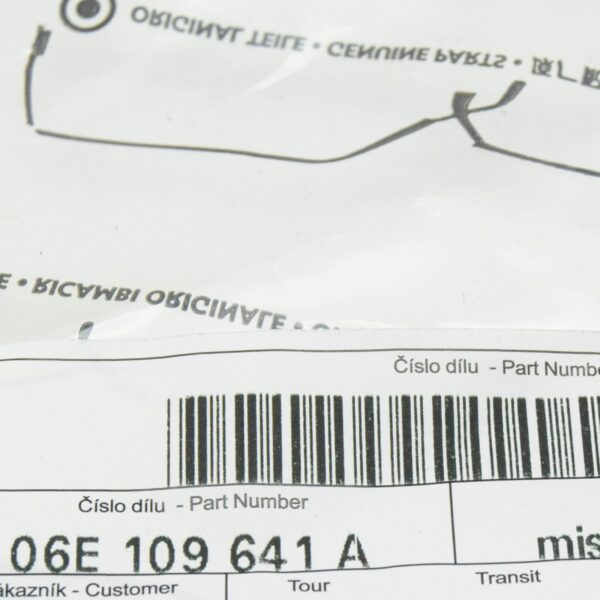 ORIGINAL TEILE • GENUINE PARTS •
• RICAMBI ORIGINALE •
Číslo dílu - Part Numbe
Číslo dílu - Part Number
06E 109 641 A
mis
ákazník - Customer
Tour
Transit